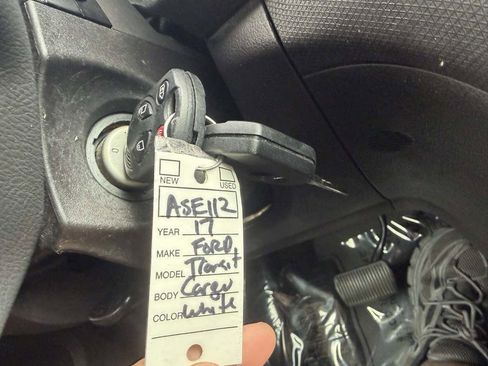 NEW USED
ASE112
YEAR 17
MAKE FORD
MODEL Transit
BODY Cargo
COLOR White